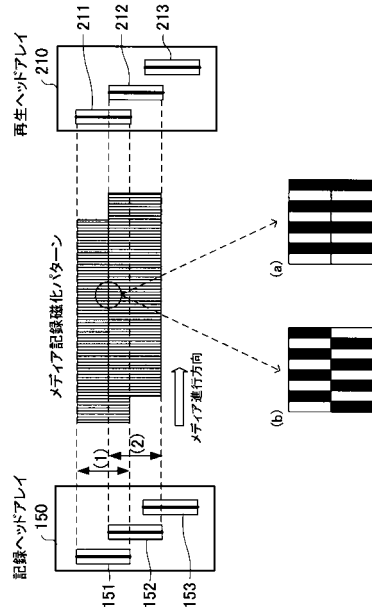 記録ヘッドアレイ
150
151
152
153
(1)
(2)
メディア記録磁化パターン
メディア進行方向
再生ヘッドアレイ
210
211
212
213
(b)
(a)